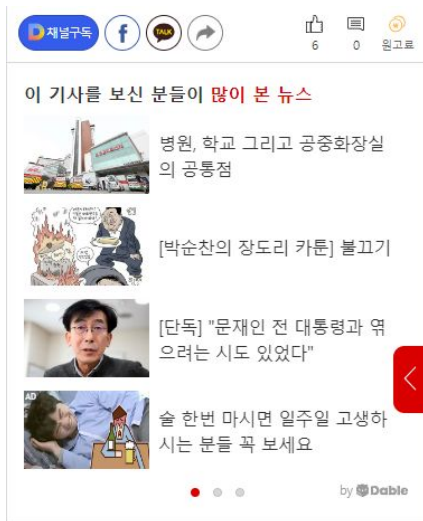 D채널구독
TALK
6
0
원고료
이 기사를 보신 분들이 많이 본 뉴스
병원, 학교 그리고 공중화장실
의 공통점
[박순찬의 장도리 카툰] 불끄기
[단독] "문재인 전 대통령과 엮
으려는 시도 있었다"
AD
술 한번 마시면 일주일 고생하
시는 분들 꼭 보세요
by Dable